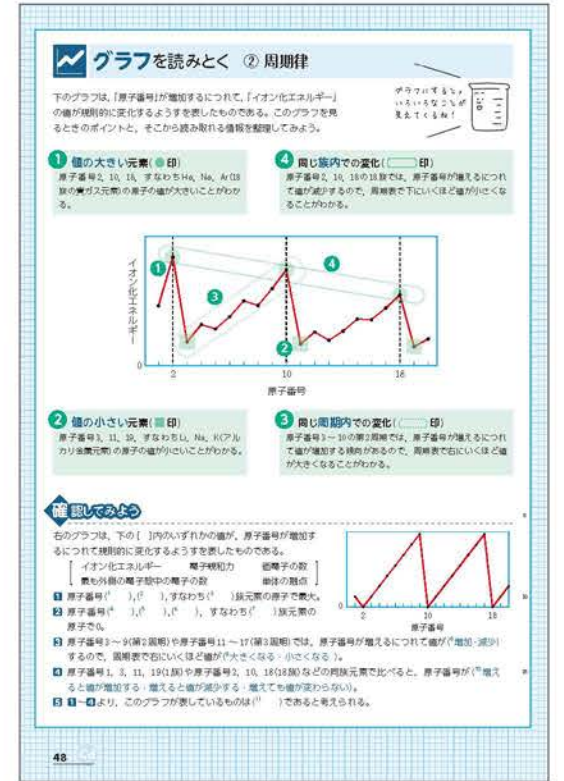 グラフを読みとく ② 周期律
下のグラフは、「原子番号」が増加するにつれて、「イオン化エネルギー」
の値が規則的に変化するようすを表したものである。このグラフを見
るときのポイントと、そこから読み取れる情報を整理してみよう。
グラフにすると、
いろいろなことが
見えてくるね!
1 値の大きい元素(印)
原子番号2, 10, 18, すなわちHe, Ne, Ar(18
族の貴ガス元素)の原子の値が大きいことがわか
る。
4 同じ族内での変化(印)
原子番号2, 10, 18の18族では、原子番号が増えるにつれ
て値が減少するので、周期表で下にいくほど値が小さくな
ることがわかる。
イオン化エネルギー
1
2
3
4
0
2
10
18
原子番号
2 値の小さい元素(印)
原子番号3, 11, 19, すなわちLi, Na, K(アル
カリ金属元素)の原子の値が小さいことがわかる。
3 同じ周期内での変化(印)
原子番号3～10の第2周期では、原子番号が増えるにつれ
て値が増加する傾向があるので、周期表で右にいくほど値
が大きくなることがわかる。
確認してみよう
右のグラフは、下の[ ]内のいずれかの値が、原子番号が増加す
るにつれて規則的に変化するようすを表したものである。
イオン化エネルギー 電子親和力 価電子の数
最も外側の電子殻中の電子の数 単体の融点
1 原子番号(1 ),(2 ), すなわち(3 )族元素の原子で最大。
2 原子番号(4 ),(5 ),(6 ), すなわち(7 )族元素の
原子で0。
0
2
10
18
原子番号
3 原子番号3～9(第2周期)や原子番号11～17(第3周期)では、原子番号が増えるにつれて値が(8増加・減少)
するので、周期表で右にいくほど値が(9大きくなる・小さくなる)。
4 原子番号1, 3, 11, 19(1族)や原子番号2, 10, 18(18族)などの同族元素で比べると、原子番号が(10増え
ると値が増加する・増えると値が減少する・増えても値が変わらない)。
5 1～4より、このグラフが表しているものは(11 )であると考えられる。
48